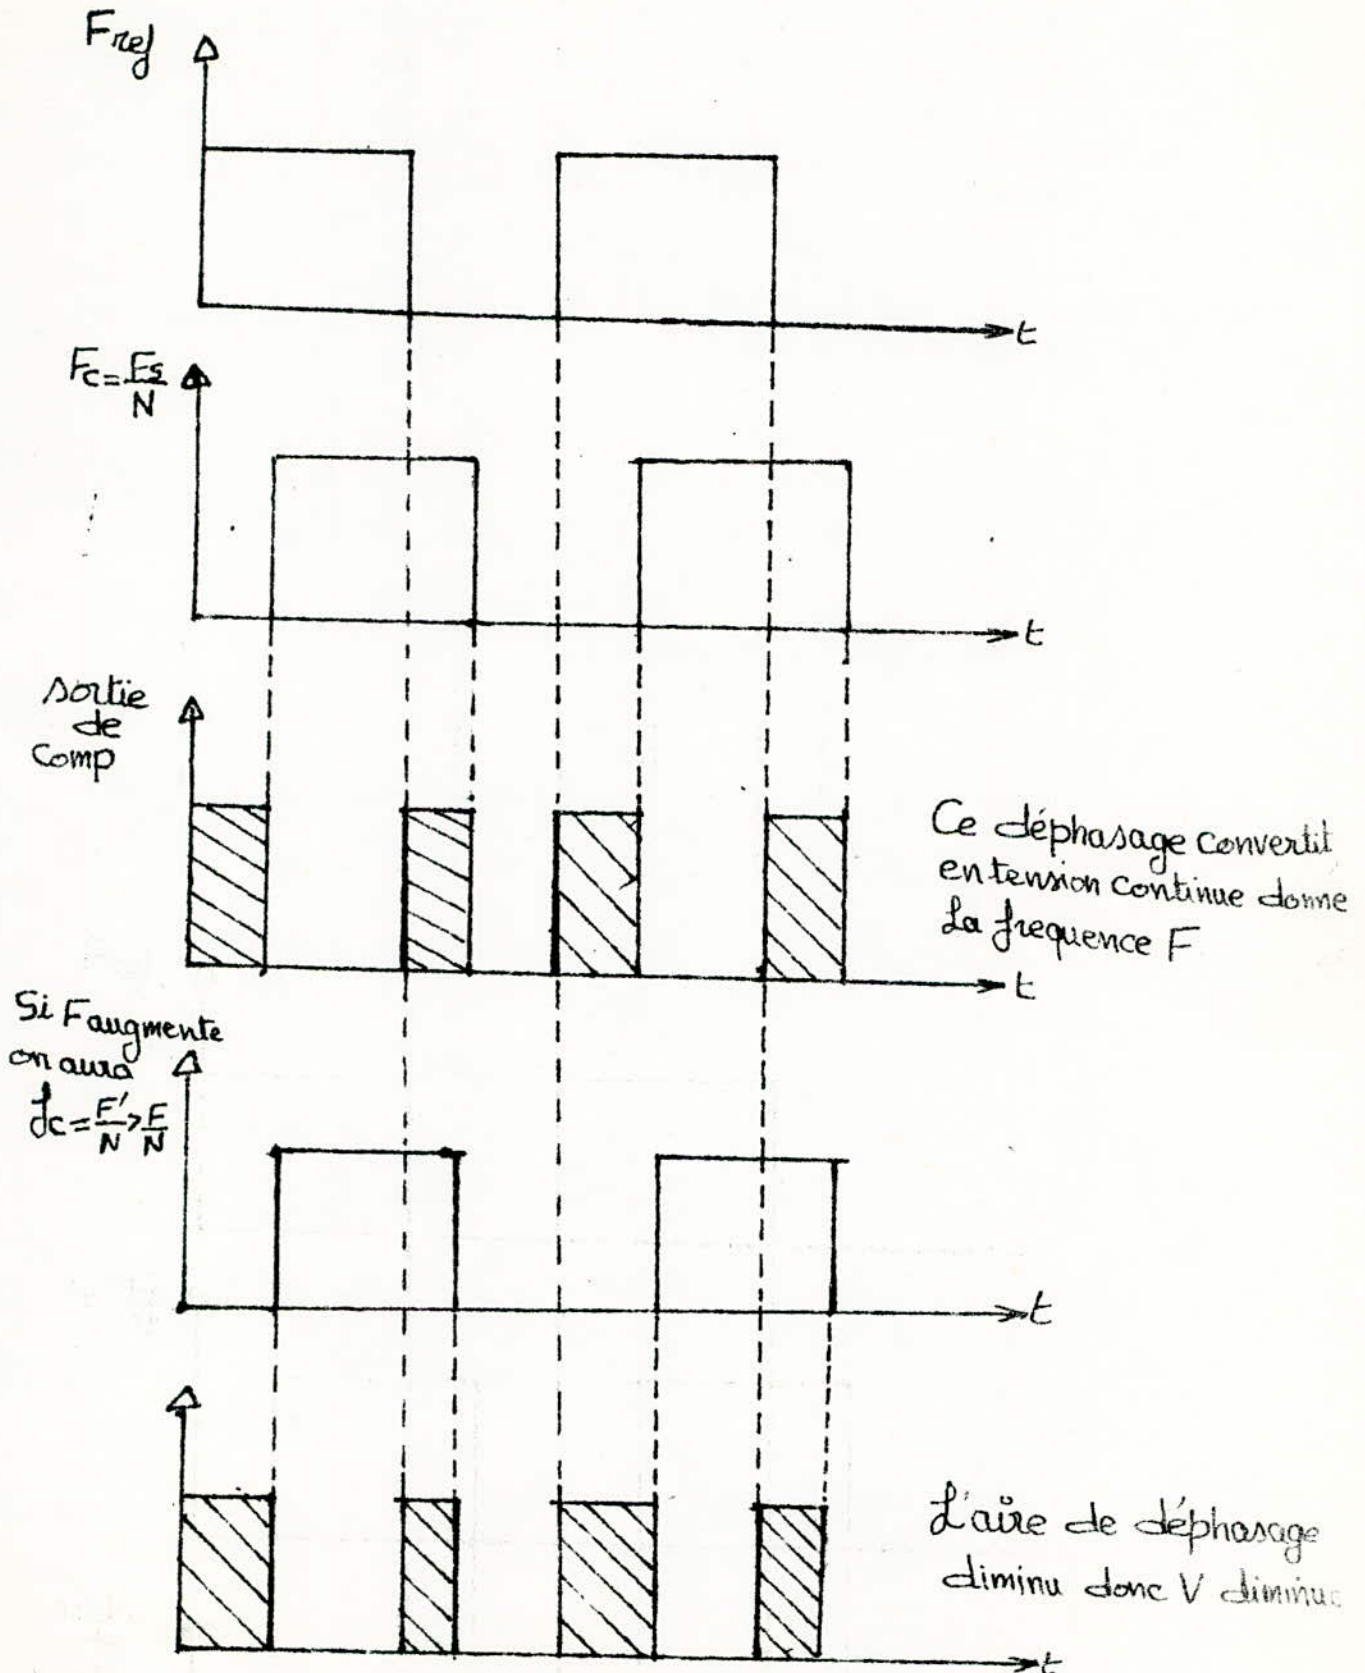 Fref
t
Fc=Fs/N
t
sortie
de
Comp
Ce déphasage convertit
en tension continue donne
la frequence F
t
Si F augmente
on aura
fc=F'/N>F/N
t
L'aire de déphasage
diminu donc V diminue
t